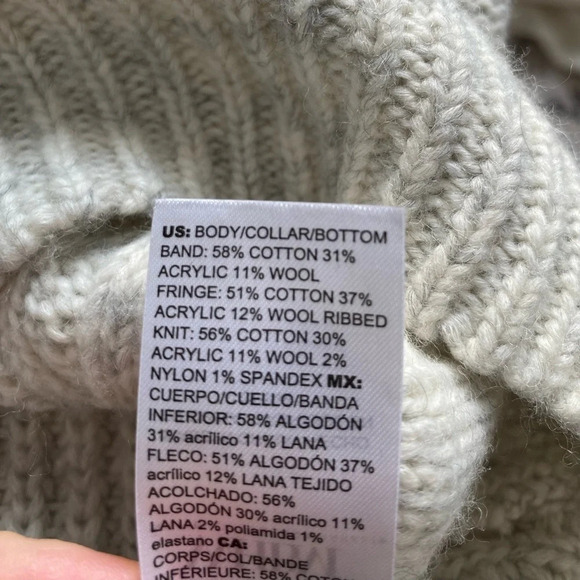 US: BODY/COLLAR/BOTTOM
BAND: 58% COTTON 31%
ACRYLIC 11% WOOL
FRINGE: 51% COTTON 37%
ACRYLIC 12% WOOL RIBBED
KNIT: 56% COTTON 30%
ACRYLIC 11% WOOL 2%
NYLON 1% SPANDEX MX:
CUERPO/CUELLO/BANDA
INFERIOR: 58% ALGODÓN
31% acrílico 11% LANA
FLECO: 51% ALGODÓN 37%
acrílico 12% LANA TEJIDO
ACOLCHADO: 56%
ALGODÓN 30% acrílico 11%
LANA 2% poliamida 1%
elastano CA:
CORPS/COL/BANDE
INFÉRIEURE: 58% COTON